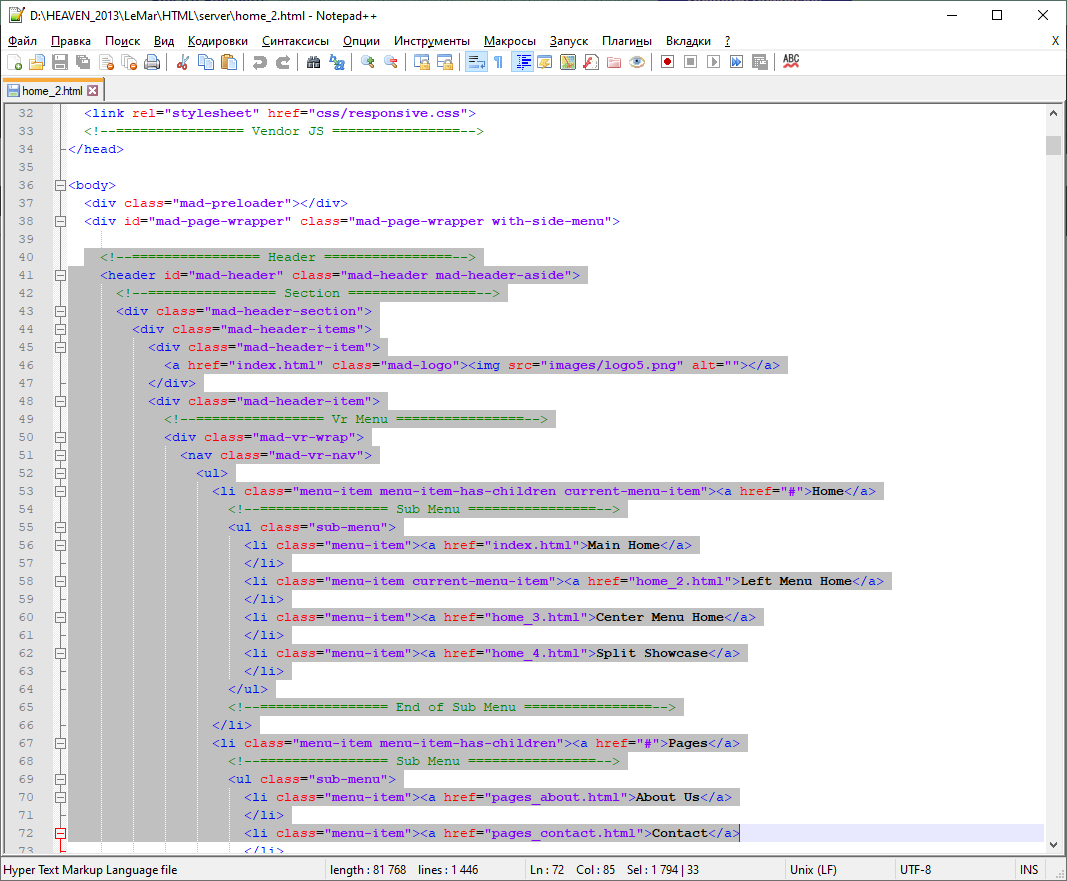 D:\HEAVEN_2013\LeMar\HTML\server\home_2.html - Notepad++
Файл Правка Поиск Вид Кодировки Синтаксисы Опции Инструменты Макросы Запуск Плагины Вкладки ? X
ABC
home_2.html
32 <link rel="stylesheet" href="css/responsive.css">
33 <!--================ Vendor JS ================-->
34 </head>
35
36 <body>
37 <div class="mad-preloader"></div>
38 <div id="mad-page-wrapper" class="mad-page-wrapper with-side-menu">
39
40 <!--================ Header ================-->
41 <header id="mad-header" class="mad-header mad-header-aside">
42 <!--================ Section ================-->
43 <div class="mad-header-section">
44 <div class="mad-header-items">
45 <div class="mad-header-item">
46 <a href="index.html" class="mad-logo"><img src="images/logo5.png" alt=""></a>
47 </div>
48 <div class="mad-header-item">
49 <!--================ Vr Menu ================-->
50 <div class="mad-vr-wrap">
51 <nav class="mad-vr-nav">
52 <ul>
53 <li class="menu-item menu-item-has-children current-menu-item"><a href="#">Home</a>
54 <!--================ Sub Menu ================-->
55 <ul class="sub-menu">
56 <li class="menu-item"><a href="index.html">Main Home</a>
57 </li>
58 <li class="menu-item current-menu-item"><a href="home_2.html">Left Menu Home</a>
59 </li>
60 <li class="menu-item"><a href="home_3.html">Center Menu Home</a>
61 </li>
62 <li class="menu-item"><a href="home_4.html">Split Showcase</a>
63 </li>
64 </ul>
65 <!--================ End of Sub Menu ================-->
66 </li>
67 <li class="menu-item menu-item-has-children"><a href="#">Pages</a>
68 <!--================ Sub Menu ================-->
69 <ul class="sub-menu">
70 <li class="menu-item"><a href="pages_about.html">About Us</a>
71 </li>
72 <li class="menu-item"><a href="pages_contact.html">Contact</a>
73 </li>
Hyper Text Markup Language file length : 81 768 lines : 1 446 Ln : 72 Col : 85 Sel : 1 794 | 33 Unix (LF) UTF-8 INS